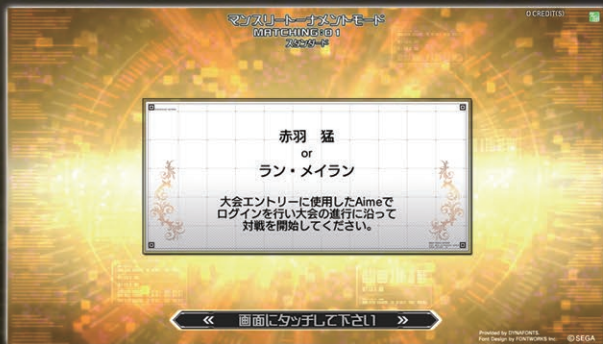 マンスリートーナメントモード
0 CREDIT(S)
MATCHING:01
スタンダード
赤羽 猛
or
ラン・メイラン
大会エントリーに使用したAimeで
ログインを行い大会の進行に沿って
対戦を開始してください。
≪ 画面にタッチして下さい ≫
Provided by DYNAFONTS.
Font Design by FONTWORKS Inc. ©SEGA